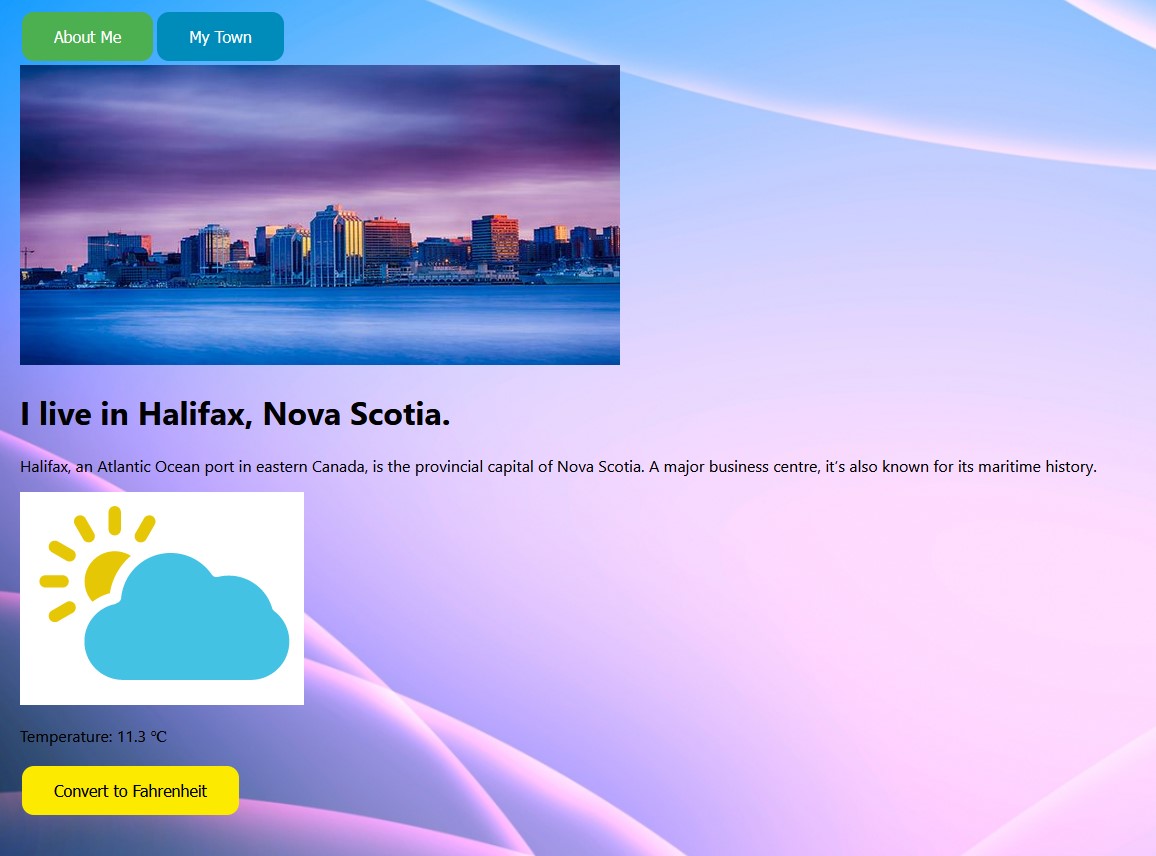 About Me My Town
I live in Halifax, Nova Scotia.
Halifax, an Atlantic Ocean port in eastern Canada, is the provincial capital of Nova Scotia. A major business centre, it’s also known for its maritime history.
Temperature: 11.3 ℃
Convert to Fahrenheit